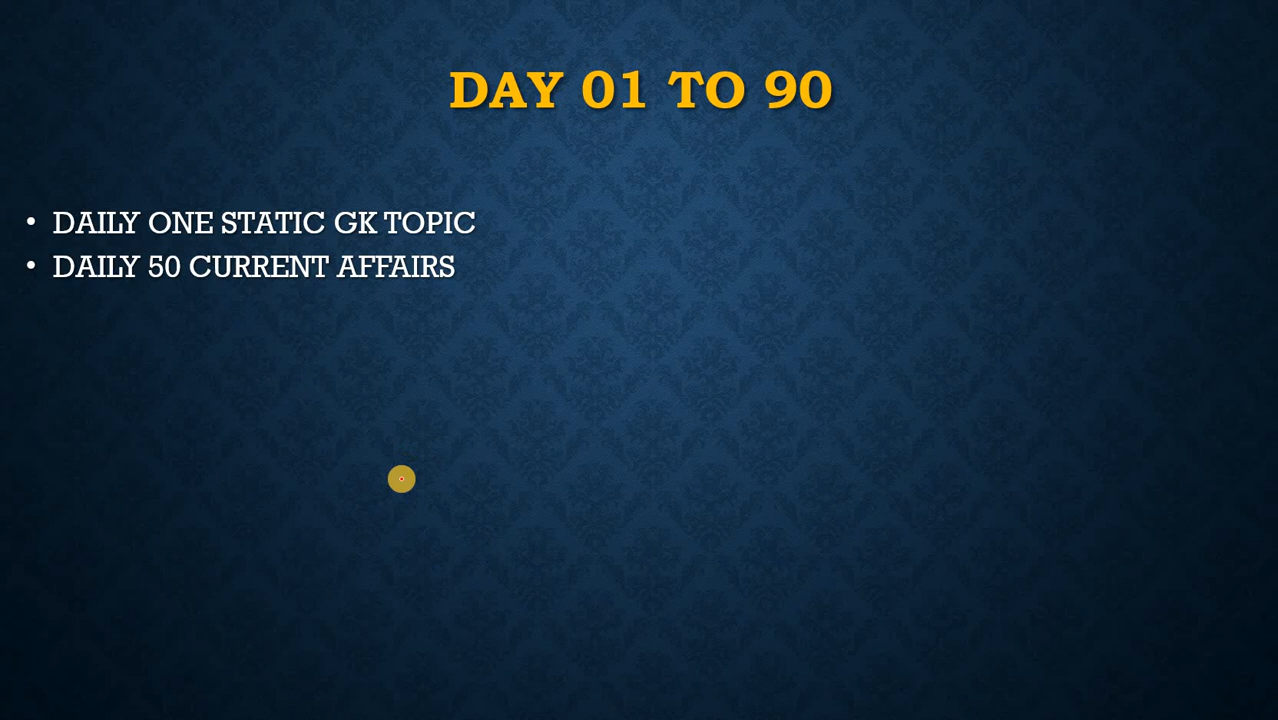 DAY 01 TO 90
• DAILY ONE STATIC GK TOPIC
• DAILY 50 CURRENT AFFAIRS